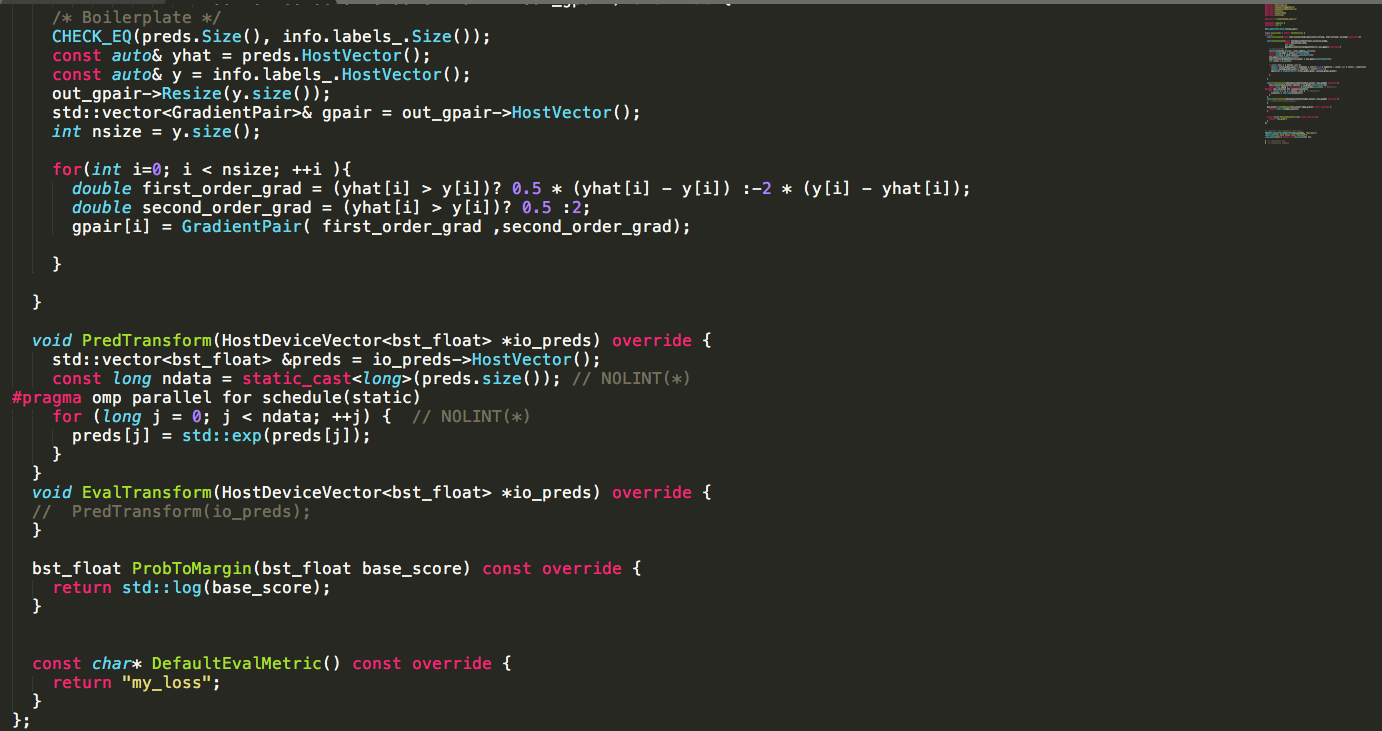 /* Boilerplate */
CHECK_EQ(preds.Size(), info.labels_.Size());
const auto& yhat = preds.HostVector();
const auto& y = info.labels_.HostVector();
out_gpair->Resize(y.size());
std::vector<GradientPair>& gpair = out_gpair->HostVector();
int nsize = y.size();
for(int i=0; i < nsize; ++i ){
double first_order_grad = (yhat[i] > y[i])? 0.5 * (yhat[i] - y[i]) :-2 * (y[i] - yhat[i]);
double second_order_grad = (yhat[i] > y[i])? 0.5 :2;
gpair[i] = GradientPair( first_order_grad ,second_order_grad);
}
}
void PredTransform(HostDeviceVector<bst_float> *io_preds) override {
std::vector<bst_float> &preds = io_preds->HostVector();
const long ndata = static_cast<long>(preds.size()); // NOLINT(*)
#pragma omp parallel for schedule(static)
for (long j = 0; j < ndata; ++j) {  // NOLINT(*)
preds[j] = std::exp(preds[j]);
}
}
void EvalTransform(HostDeviceVector<bst_float> *io_preds) override {
//  PredTransform(io_preds);
}
bst_float ProbToMargin(bst_float base_score) const override {
return std::log(base_score);
}
const char* DefaultEvalMetric() const override {
return "my_loss";
}
};